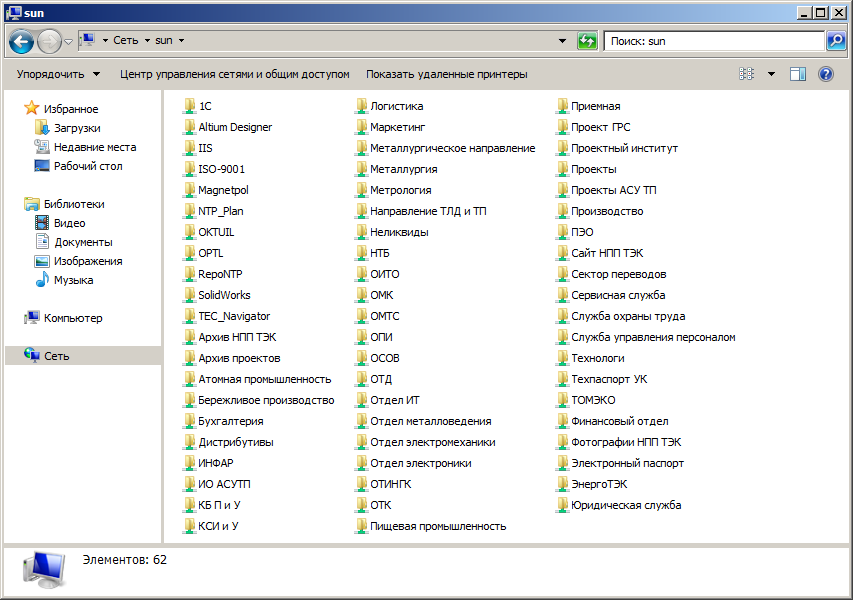 sun
Сеть sun
Поиск: sun
Упорядочить Центр управления сетями и общим доступом Показать удаленные принтеры
Избранное
Загрузки
Недавние места
Рабочий стол
Библиотеки
Видео
Документы
Изображения
Музыка
Компьютер
Сеть
1С
Altium Designer
IIS
ISO-9001
Magnetpol
NTP_Plan
OKTUIL
OPTL
RepoNTP
SolidWorks
TEC_Navigator
Архив НПП ТЭК
Архив проектов
Атомная промышленность
Бережливое производство
Бухгалтерия
Дистрибутивы
ИНФАР
ИО АСУТП
КБ П и У
КСИ и У
Логистика
Маркетинг
Металлургическое направление
Металлургия
Метрология
Направление ТЛД и ТП
Неликвиды
НТБ
ОИТО
ОМК
ОМТС
ОПИ
ОСОВ
ОТД
Отдел ИТ
Отдел металловедения
Отдел электромеханики
Отдел электроники
ОТИНГК
ОТК
Пищевая промышленность
Приемная
Проект ГРС
Проектный институт
Проекты
Проекты АСУ ТП
Производство
ПЭО
Сайт НПП ТЭК
Сектор переводов
Сервисная служба
Служба охраны труда
Служба управления персоналом
Технологи
Техпаспорт УК
ТОМЭКО
Финансовый отдел
Фотографии НПП ТЭК
Электронный паспорт
ЭнергоТЭК
Юридическая служба
Элементов: 62